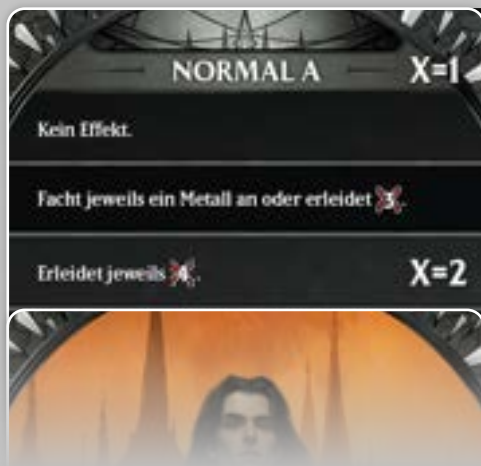 NORMAL A X=1
Kein Effekt.
Facht jeweils ein Metall an oder erleidet 3.
Erleidet jeweils 4. X=2